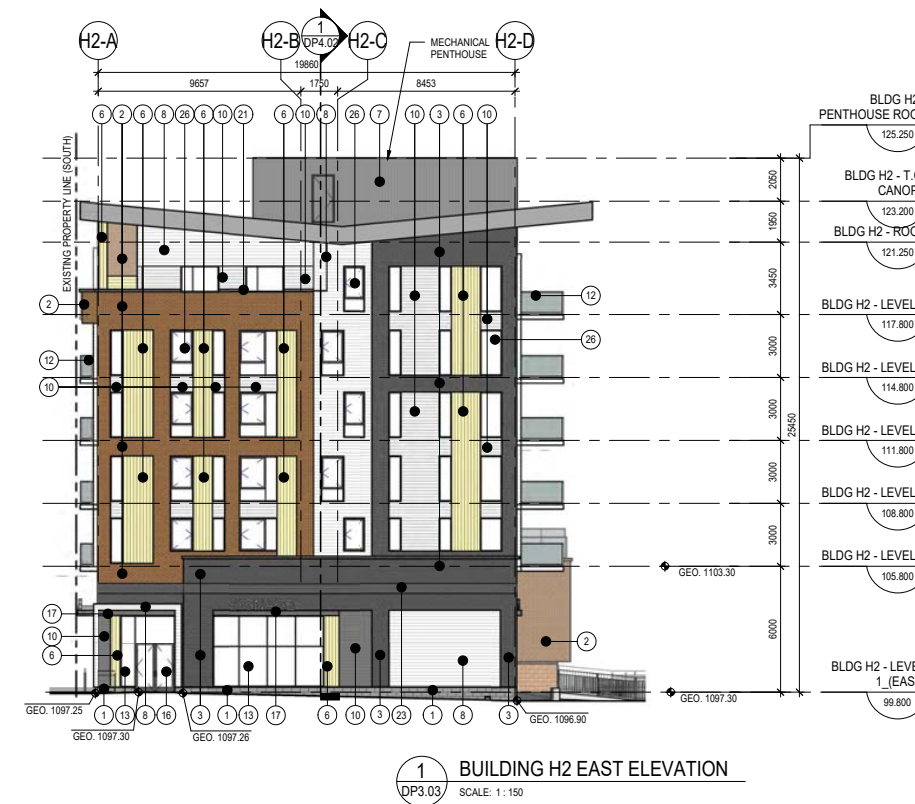 H2-A
H2-B
1
DP4.02
H2-C
H2-D
MECHANICAL
PENTHOUSE
19860
9657
1750
8453
6 2 6 8 26 6 10 21 6 10 8 26 7 10 3 6 10
EXISTING PROPERTY LINE (SOUTH)
BLDG H2
PENTHOUSE ROO
125.250
2050
BLDG H2 - T.O
CANOP
123.200
1950
BLDG H2 - ROO
121.250
3450
12
2
BLDG H2 - LEVEL
117.800
26
12
3000
BLDG H2 - LEVEL
114.800
10
3000
25450
BLDG H2 - LEVEL
111.800
3000
BLDG H2 - LEVEL
108.800
3000
GEO. 1103.30
BLDG H2 - LEVEL
105.800
17
10
2
6
6000
BLDG H2 - LEVE
1_(EAS
GEO. 1097.30
99.800
GEO. 1097.25
1 13 8 16 3 1 13 17 6 10 3 23 1 8 3
GEO. 1096.90
GEO. 1097.30
GEO. 1097.26
1
DP3.03
BUILDING H2 EAST ELEVATION
SCALE: 1 : 150